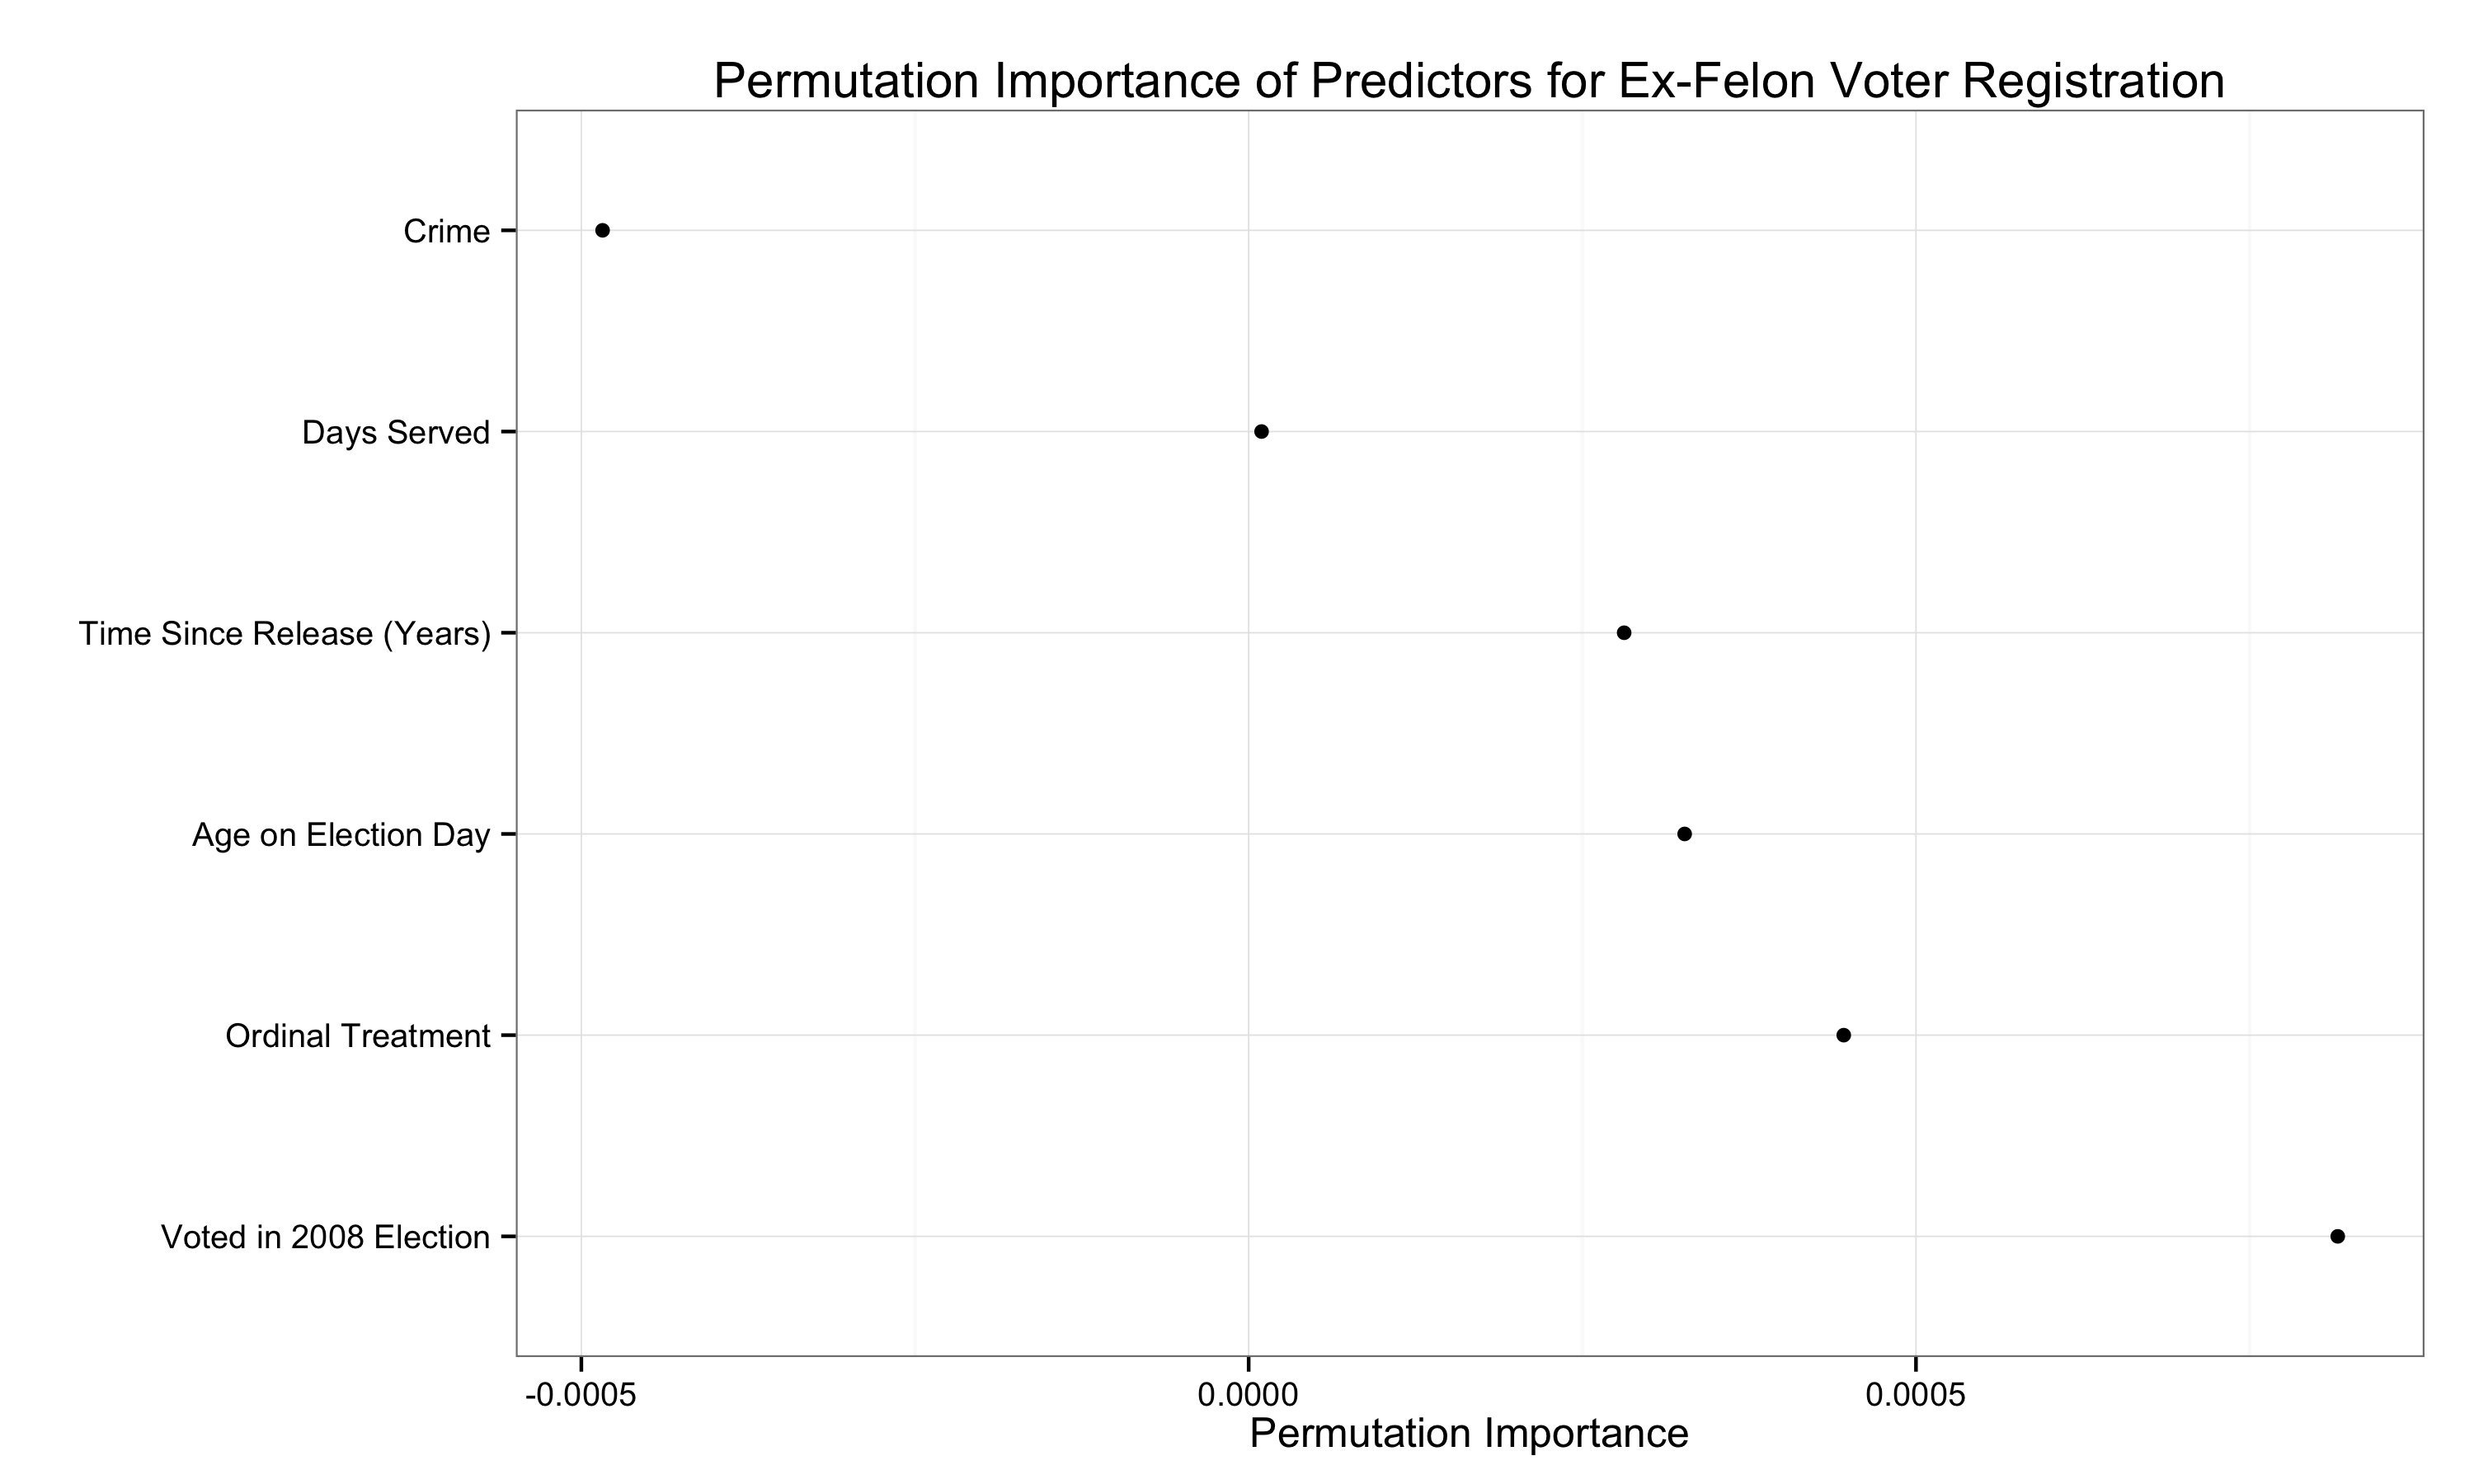 Permutation Importance of Predictors for Ex-Felon Voter Registration
Crime
Days Served
Time Since Release (Years)
Age on Election Day
Ordinal Treatment
Voted in 2008 Election
-0.0005 0.0000 0.0005
Permutation Importance